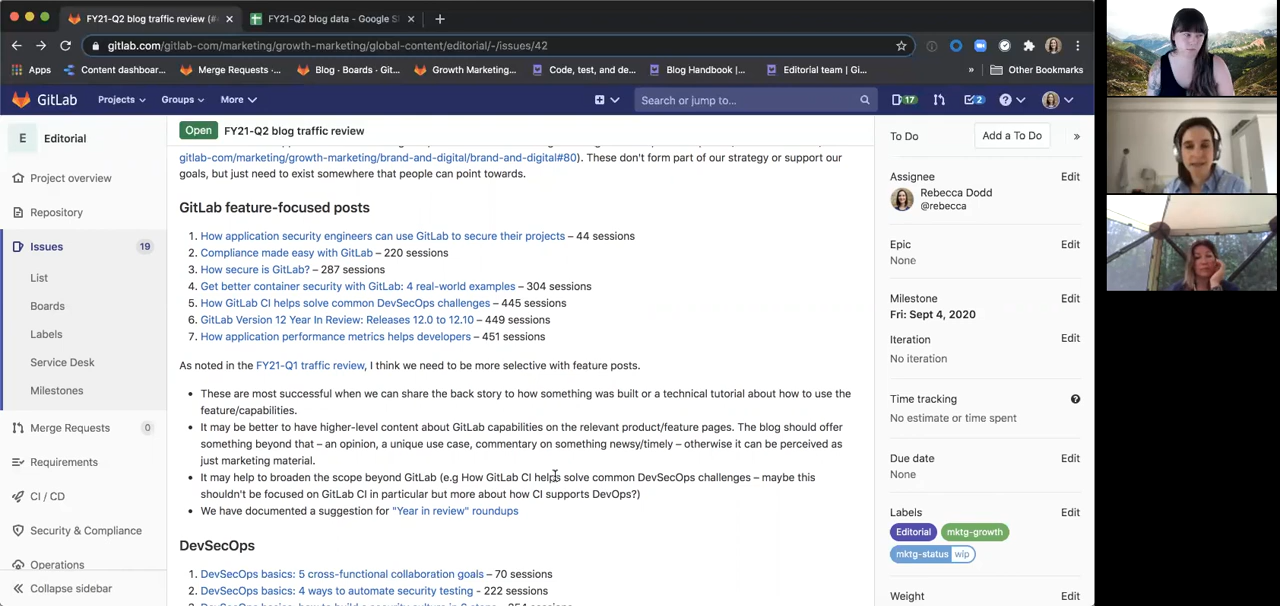 FY21-Q2 blog traffic review (#
FY21-Q2 blog data - Google S
gitlab.com/gitlab-com/marketing/growth-marketing/global-content/editorial/-/issues/42
Apps
Content dashboar...
Merge Requests ·...
Blog · Boards · Git...
Growth Marketing...
Code, test, and de...
Blog Handbook |...
Editorial team | Gi...
»
Other Bookmarks
GitLab
Projects
Groups
More
Search or jump to...
17
2
E
Editorial
Project overview
Repository
Issues
19
List
Boards
Labels
Service Desk
Milestones
Merge Requests
0
Requirements
CI / CD
Security & Compliance
Operations
Collapse sidebar
Open
FY21-Q2 blog traffic review
gitlab-com/marketing/growth-marketing/brand-and-digital/brand-and-digital#80). These don't form part of our strategy or support our
goals, but just need to exist somewhere that people can point towards.
GitLab feature-focused posts
1. How application security engineers can use GitLab to secure their projects – 44 sessions
2. Compliance made easy with GitLab – 220 sessions
3. How secure is GitLab? – 287 sessions
4. Get better container security with GitLab: 4 real-world examples – 304 sessions
5. How GitLab CI helps solve common DevSecOps challenges – 445 sessions
6. GitLab Version 12 Year In Review: Releases 12.0 to 12.10 – 449 sessions
7. How application performance metrics helps developers – 451 sessions
As noted in the FY21-Q1 traffic review, I think we need to be more selective with feature posts.
• These are most successful when we can share the back story to how something was built or a technical tutorial about how to use the
feature/capabilities.
• It may be better to have higher-level content about GitLab capabilities on the relevant product/feature pages. The blog should offer
something beyond that – an opinion, a unique use case, commentary on something newsy/timely – otherwise it can be perceived as
just marketing material.
• It may help to broaden the scope beyond GitLab (e.g How GitLab CI helps solve common DevSecOps challenges – maybe this
shouldn't be focused on GitLab CI in particular but more about how CI supports DevOps?)
• We have documented a suggestion for "Year in review" roundups
DevSecOps
1. DevSecOps basics: 5 cross-functional collaboration goals – 70 sessions
2. DevSecOps basics: 4 ways to automate security testing - 222 sessions
To Do
Add a To Do
»
Assignee
Edit
Rebecca Dodd
@rebecca
Epic
Edit
None
Milestone
Edit
Fri: Sept 4, 2020
Iteration
Edit
No iteration
Time tracking
No estimate or time spent
Due date
Edit
None
Labels
Edit
Editorial
mktg-growth
mktg-status
wip
Weight
Edit